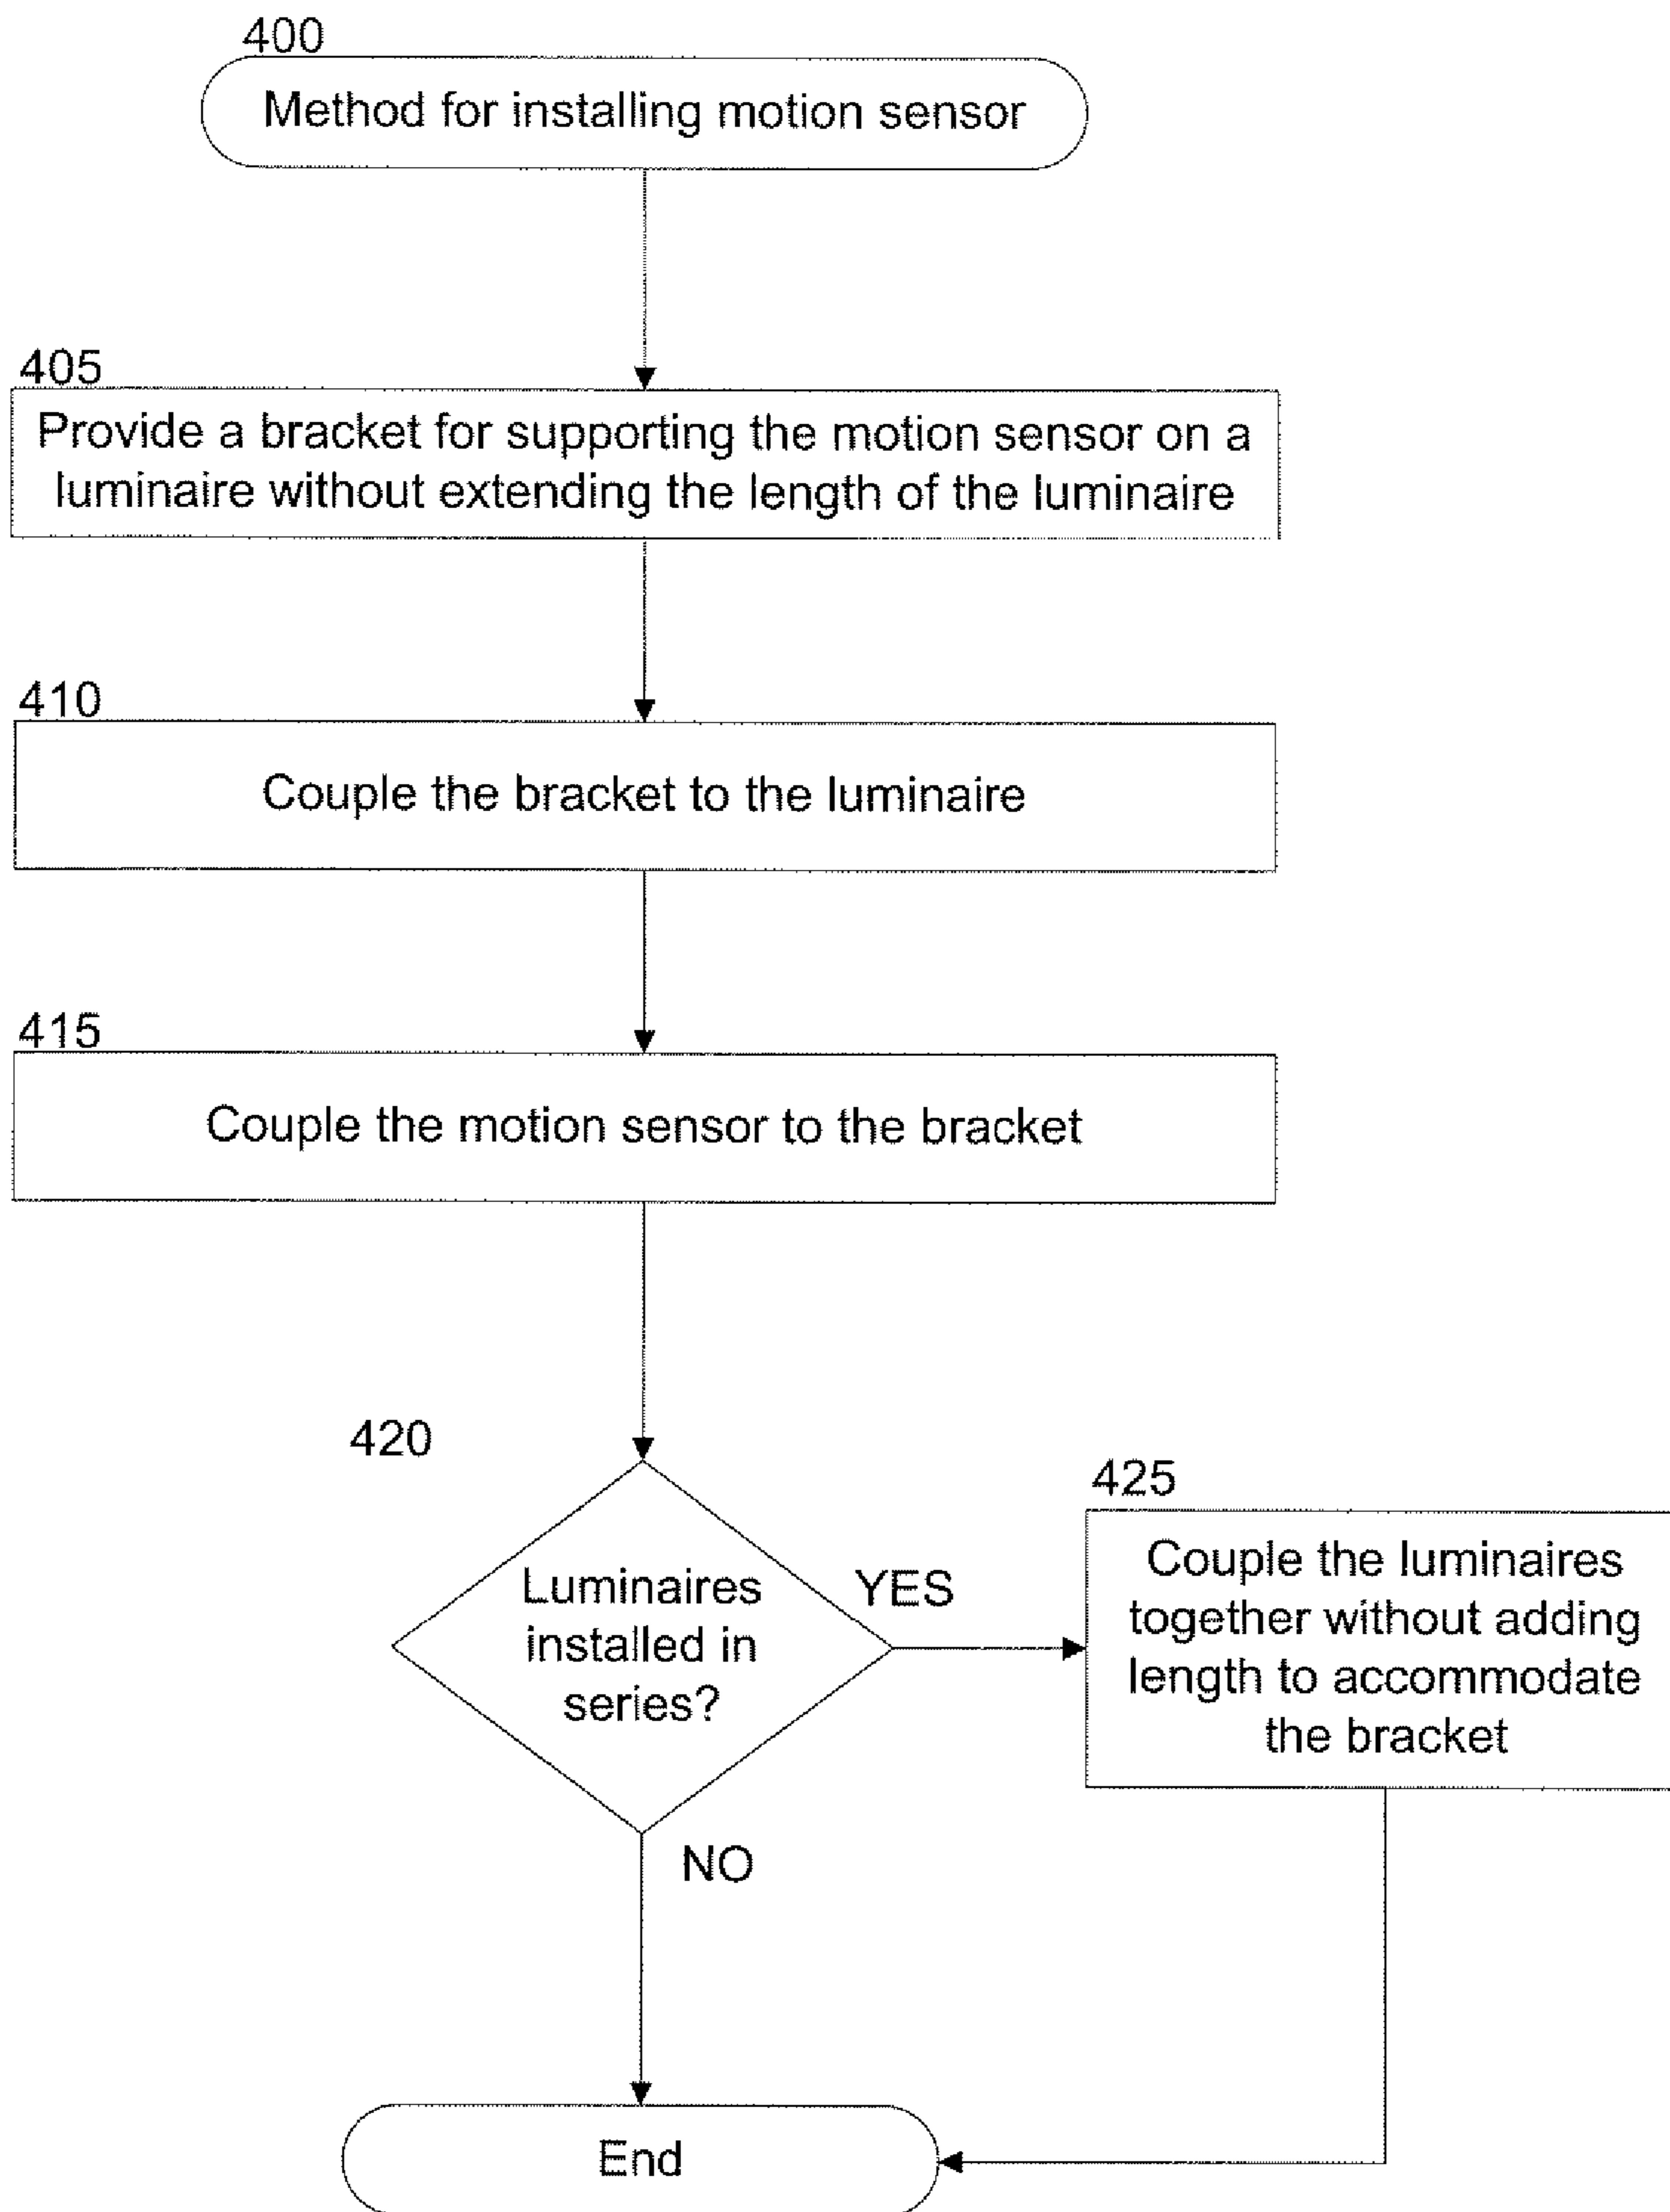 400
Method for installing motion sensor
405
Provide a bracket for supporting the motion sensor on a
luminaire without extending the length of the luminaire
410
Couple the bracket to the luminaire
415
Couple the motion sensor to the bracket
420
Luminaires
installed in
series?
YES
425
Couple the luminaires
together without adding
length to accommodate
the bracket
NO
End